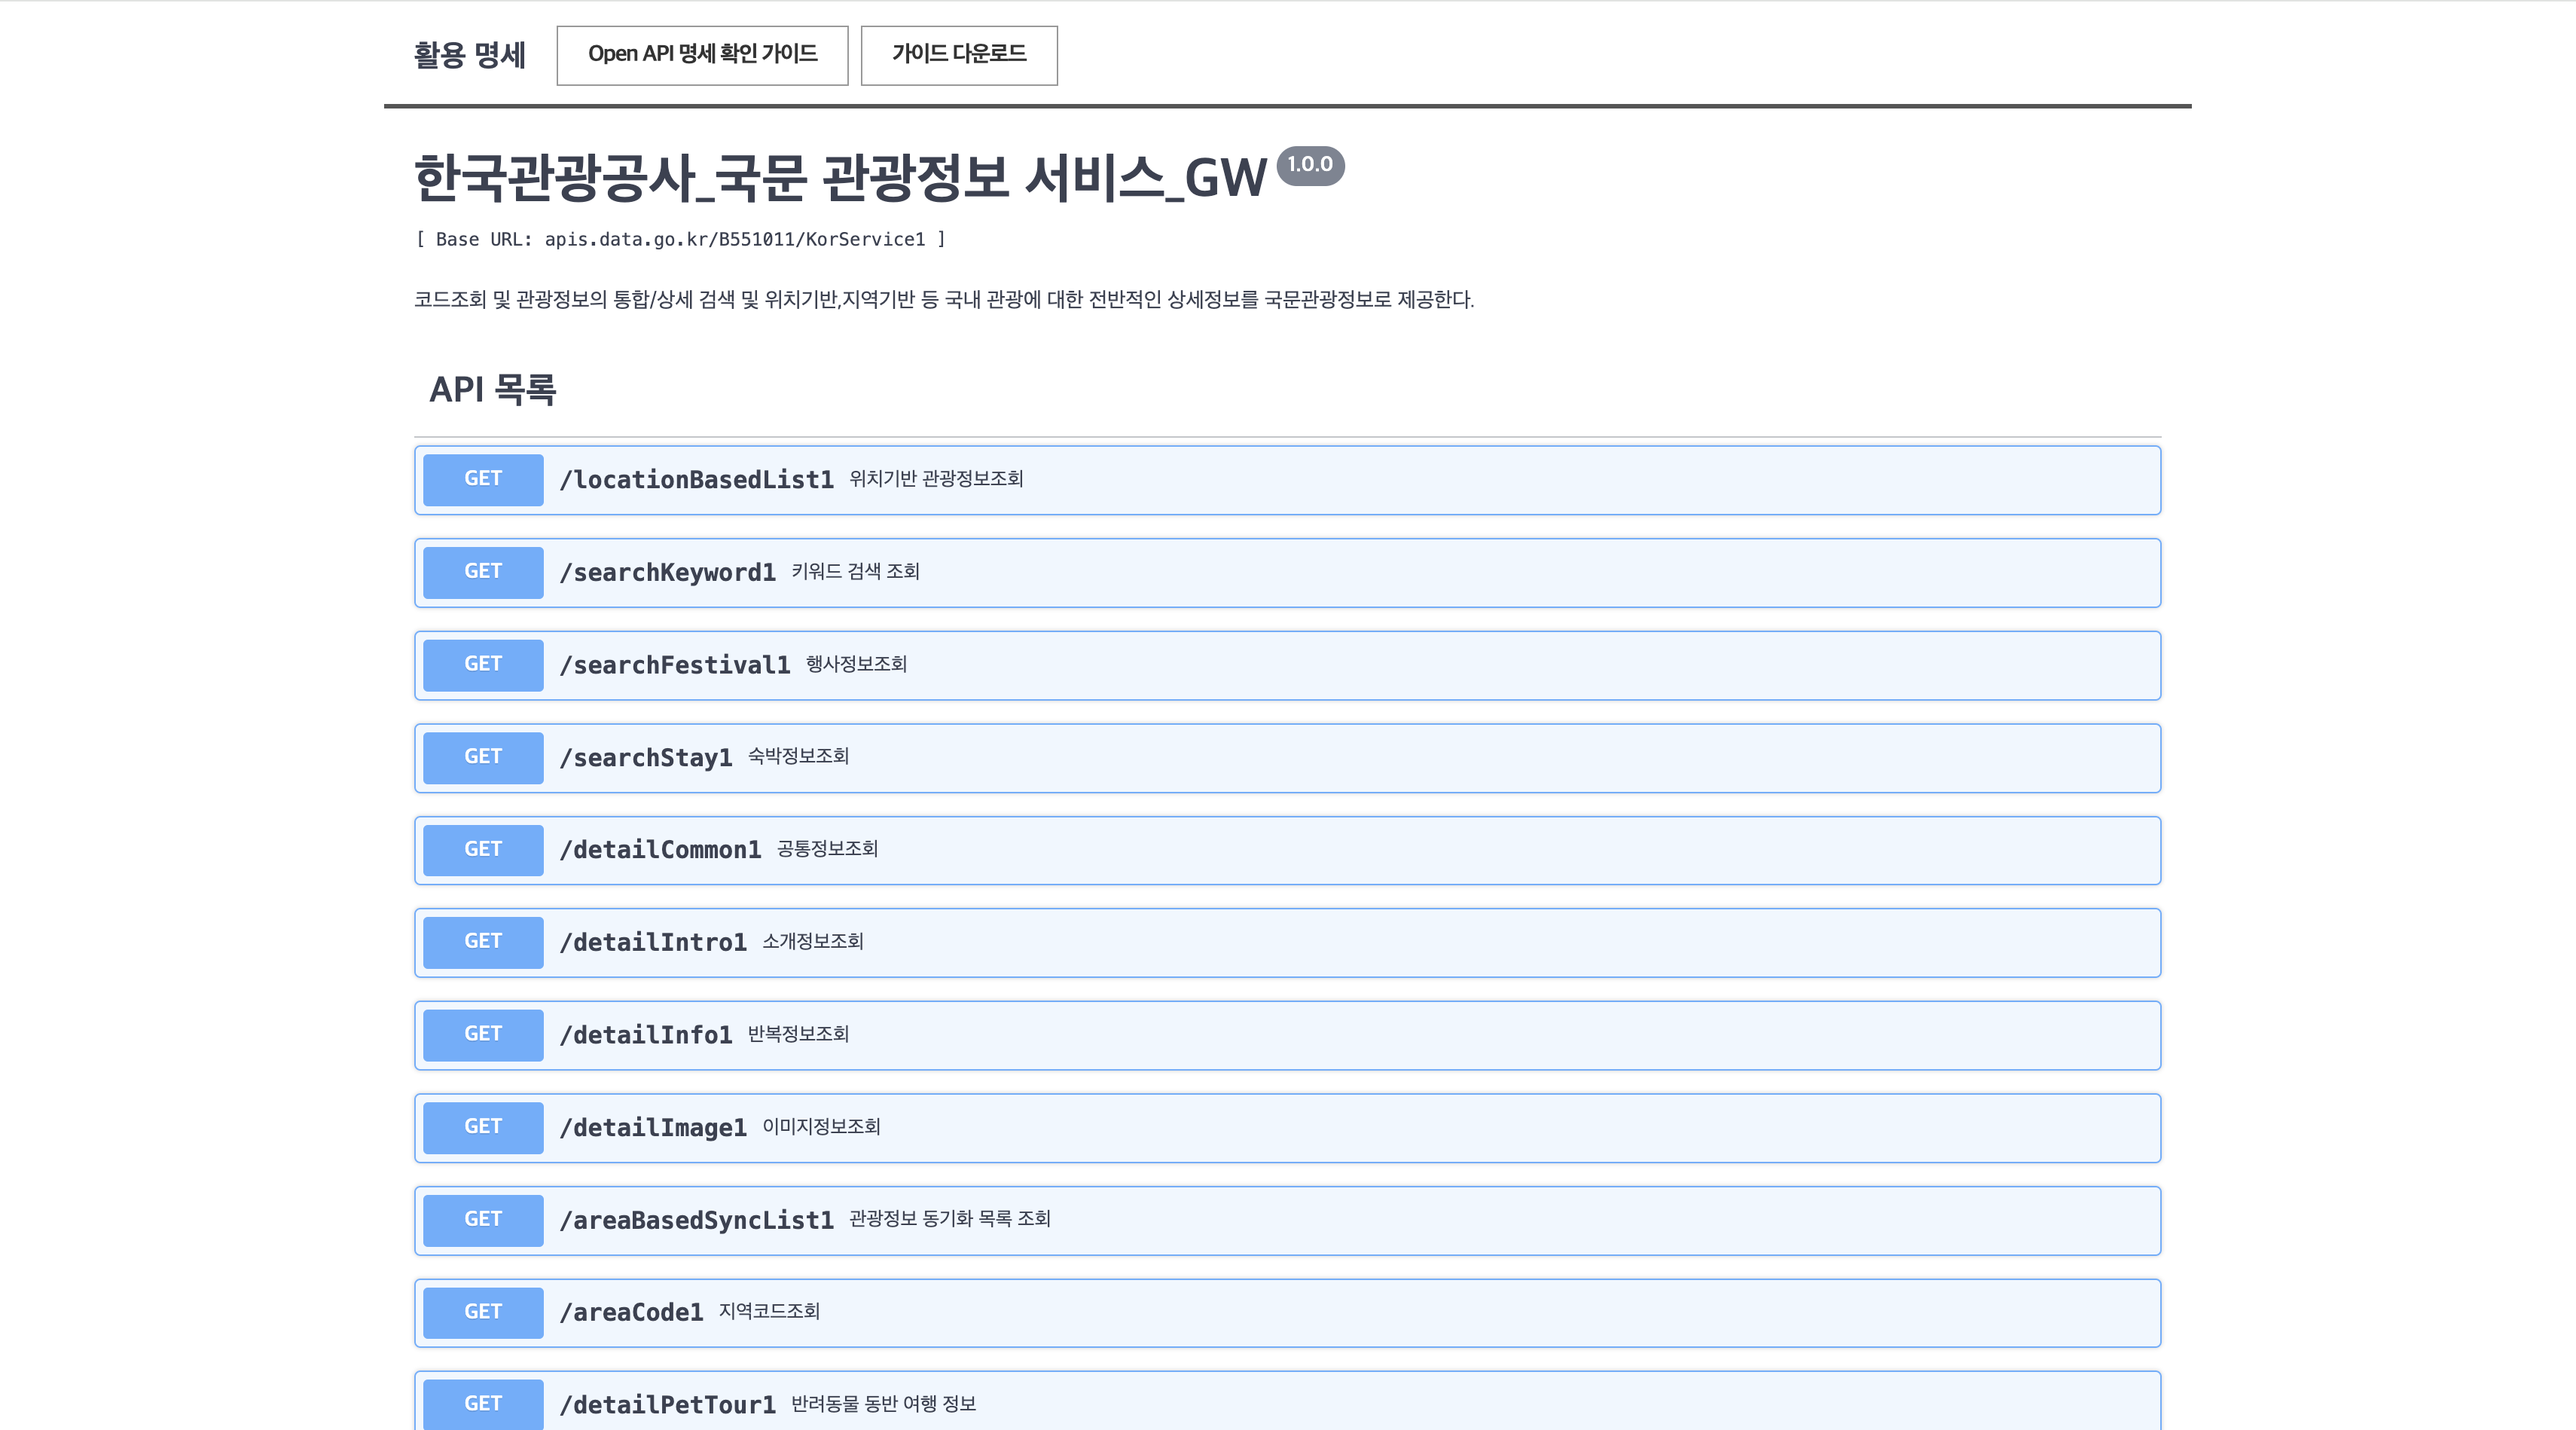 활용 명세 Open API 명세 확인 가이드 가이드 다운로드
한국관광공사_국문 관광정보 서비스_GW 1.0.0
[ Base URL: apis.data.go.kr/B551011/KorService1 ]
코드조회 및 관광정보의 통합/상세 검색 및 위치기반,지역기반 등 국내 관광에 대한 전반적인 상세정보를 국문관광정보로 제공한다.
API 목록
GET /locationBasedList1 위치기반 관광정보조회
GET /searchKeyword1 키워드 검색 조회
GET /searchFestival1 행사정보조회
GET /searchStay1 숙박정보조회
GET /detailCommon1 공통정보조회
GET /detailIntro1 소개정보조회
GET /detailInfo1 반복정보조회
GET /detailImage1 이미지정보조회
GET /areaBasedSyncList1 관광정보 동기화 목록 조회
GET /areaCode1 지역코드조회
GET /detailPetTour1 반려동물 동반 여행 정보